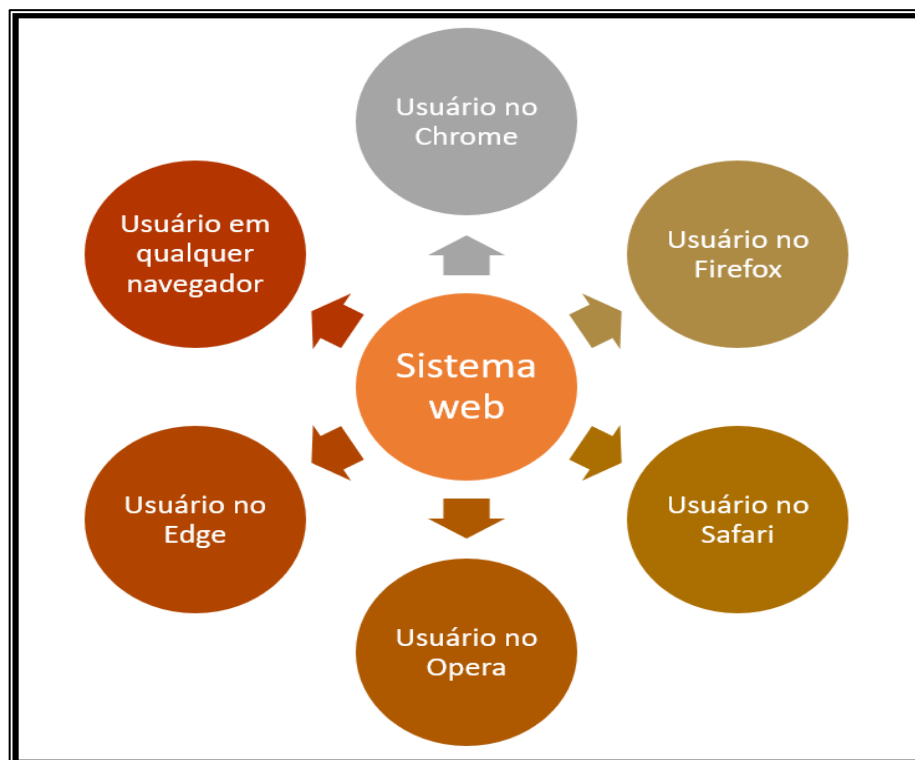 Usuário no
Chrome
Usuário em
qualquer
navegador
Usuário no
Firefox
Sistema
web
Usuário no
Edge
Usuário no
Safari
Usuário no
Opera